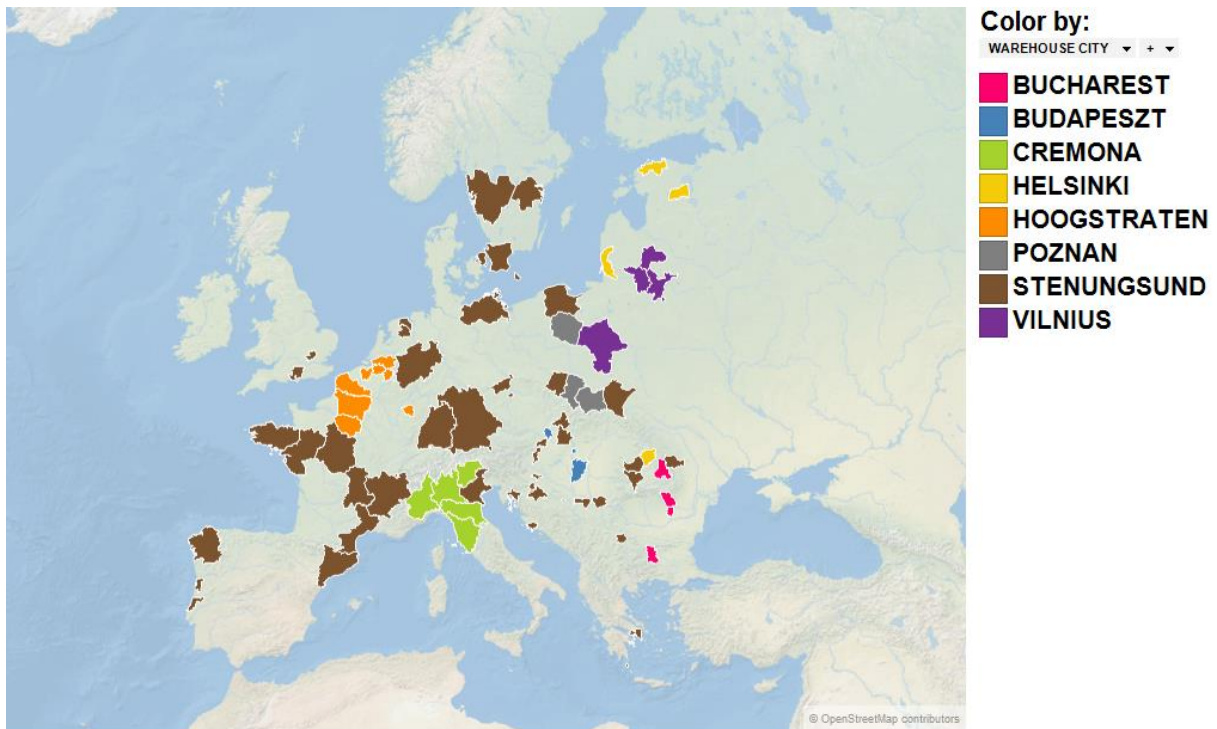 Color by:
WAREHOUSE CITY +
BUCHAREST
BUDAPESZT
CREMONA
HELSINKI
HOOGSTRATEN
POZNAN
STENUNGSUND
VILNIUS
© OpenStreetMap contributors